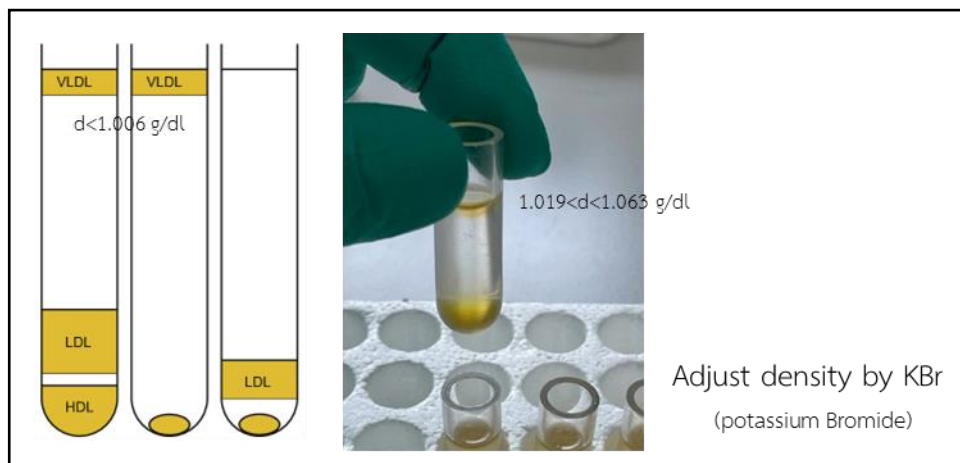 VLDL
VLDL
d<1.006 g/dl
LDL
HDL
LDL
1.019<d<1.063 g/dl
Adjust density by KBr
(potassium Bromide)